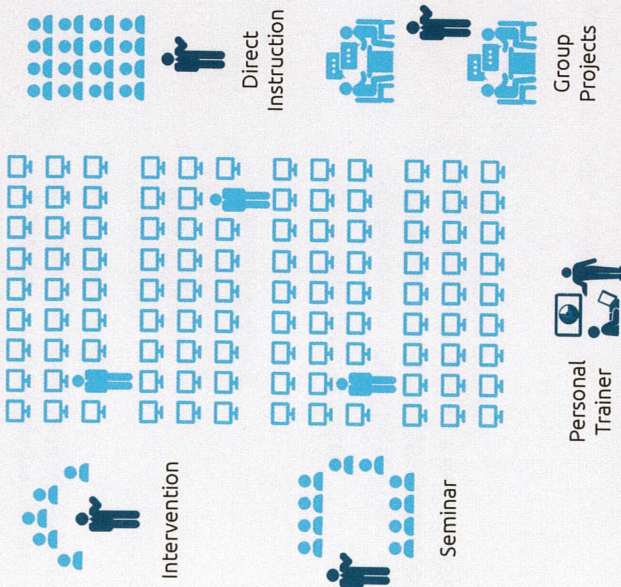 Intervention
Direct
Instruction
Seminar
Group
Projects
Personal
Trainer